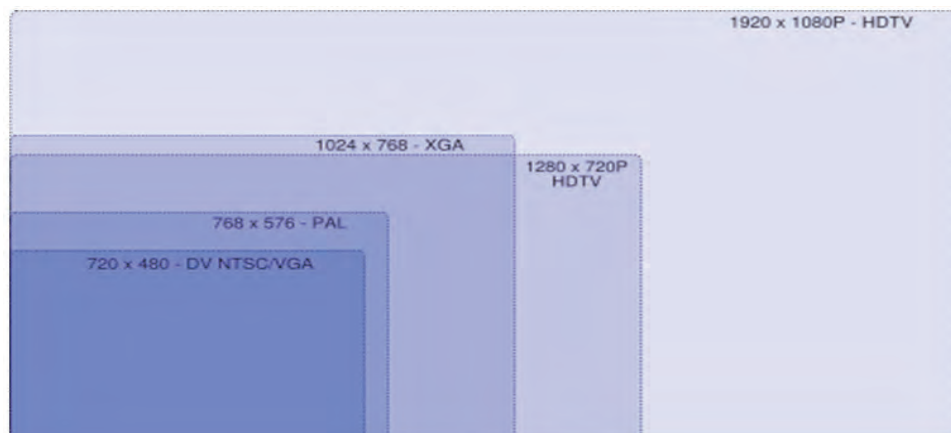 1920 x 1080P - HDTV
1024 x 768 - XGA
1280 x 720P
HDTV
768 x 576 - PAL
720 x 480 - DV NTSC/VGA